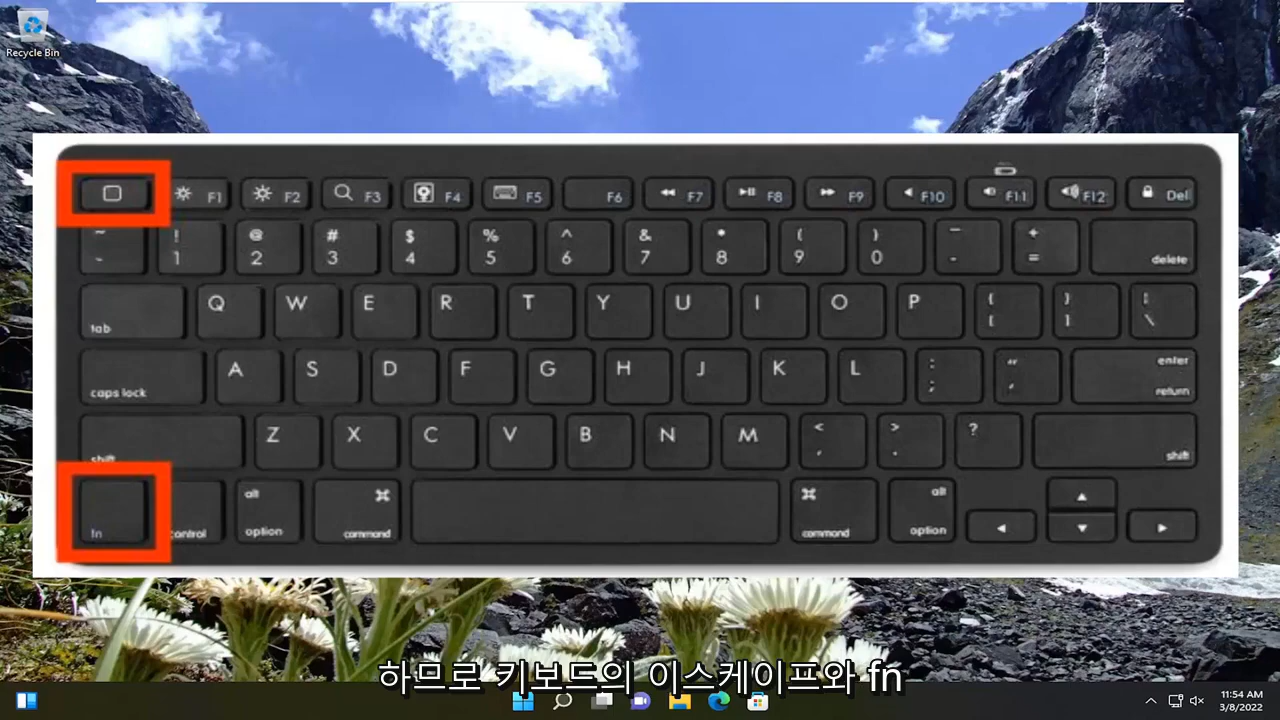 Recycle Bin
F1 F2 F3 F4 F5 F6 F7 F8 F9 F10 F11 F12 Del
~ ! @ # $ % ^ & * ( ) — +
1 2 3 4 5 6 7 8 9 0 - = delete
tab Q W E R T Y U I O P { [ } ] | \
caps lock A S D F G H J K L : ; “ ‘ enter return
shift Z X C V B N M < , > . ? shift
fn control alt option ⌘ command ⌘ command alt option
하므로 키보드의 이스케이프와 fn
11:54 AM
3/8/2022